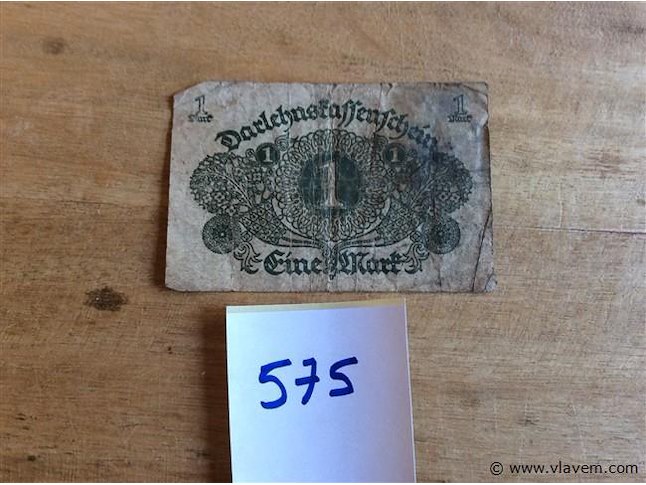 1 1
Mark Mark
Darlehnskassenschein
1 1
1
Eine Mark
575
© www.vlavem.com